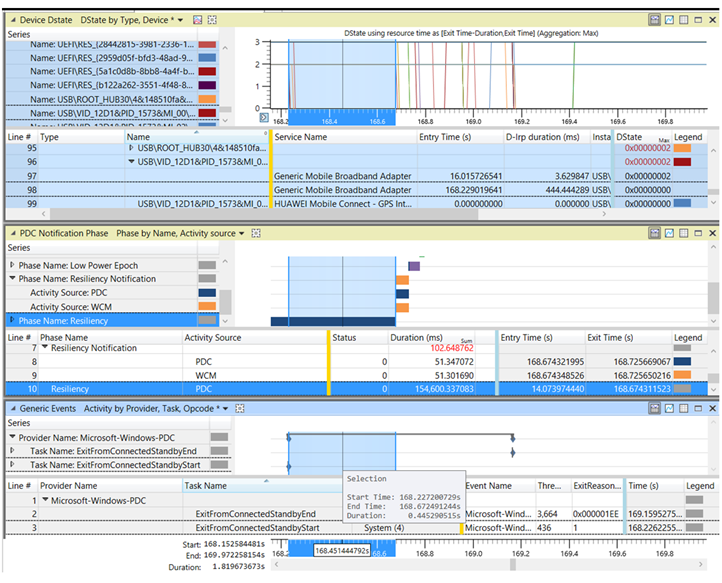 Device Dstate DState by Type, Device *
Series
DState using resource time as [Exit Time-Duration,Exit Time] (Aggregation: Max)
Name: UEFI\RES_{28442815-3981-2336-1...
Name: UEFI\RES_{2959d05f-bfd3-48ad-9...
Name: UEFI\RES_{5a1c0d8b-8bb8-4a4f-b...
Name: UEFI\RES_{b122a262-3551-4f48-8...
Name: USB\ROOT_HUB30\4&148510fa&...
3
2
1
0
168.2 168.4 168.6 168.8 169.0 169.2 169.4 169.6 169.8
Line # Type Name Service Name Entry Time (s) D-Irp duration (ms) Insta DState Max Legend
95 USB\ROOT_HUB30\4&148510fa... 0x00000002
96 USB\VID_12D1&PID_1573&MI_0... 0x00000002
97 Generic Mobile Broadband Adapter 16.015726541 3.629847 USB\ 0x00000002
98 Generic Mobile Broadband Adapter 168.229019641 444.444289 USB\ 0x00000000
99 USB\VID_12D1&PID_1573&MI_0... HUAWEI Mobile Connect - GPS Int... 0.000000000 0.000000 USB\ 0x00000000
PDC Notification Phase Phase by Name, Activity source
Series
Phase Name: Low Power Epoch
Phase Name: Resiliency Notification
Activity Source: PDC
Activity Source: WCM
Phase Name: Resiliency
Line # Phase Name Activity Source Status Duration (ms) Sum Entry Time (s) Exit Time (s) Legend
7 Resiliency Notification 102.648762
8 PDC 0 51.347072 168.674321995 168.725669067
9 WCM 0 51.301690 168.674348526 168.725650216
10 Resiliency PDC 0 154,600.337083 14.073974440 168.674311523
Generic Events Activity by Provider, Task, Opcode *
Series
Provider Name: Microsoft-Windows-PDC
Task Name: ExitFromConnectedStandbyEnd
Task Name: ExitFromConnectedStandbyStart
Selection
Start Time: 168.227200729s
End Time: 168.672491244s
Duration: 0.445290515s
Line # Provider Name Task Name Event Name Thre... ExitReason... Time (s) Legend
1 Microsoft-Windows-PDC
2 ExitFromConnectedStandbyEnd Microsoft-Wind... 3,664 0x000001EE 169.1595275...
3 ExitFromConnectedStandbyStart System (4) Microsoft-Wind... 436 1 168.2262255...
Start: 168.152584481s
End: 169.972258154s
Duration: 1.819673673s
168.2 168.451444792s 168.8 169.0 169.2 169.4 169.6 169.8